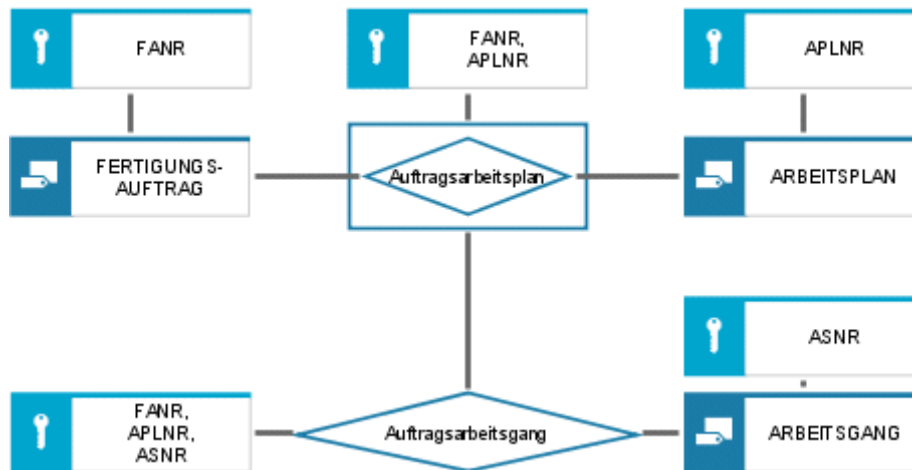 FANR
FANR,
APLNR
APLNR
FERTIGUNGS-
AUFTRAG
Auftragsarbeitsplan
ARBEITSPLAN
ASNR
FANR,
APLNR,
ASNR
Auftragsarbeitsgang
ARBEITSGANG